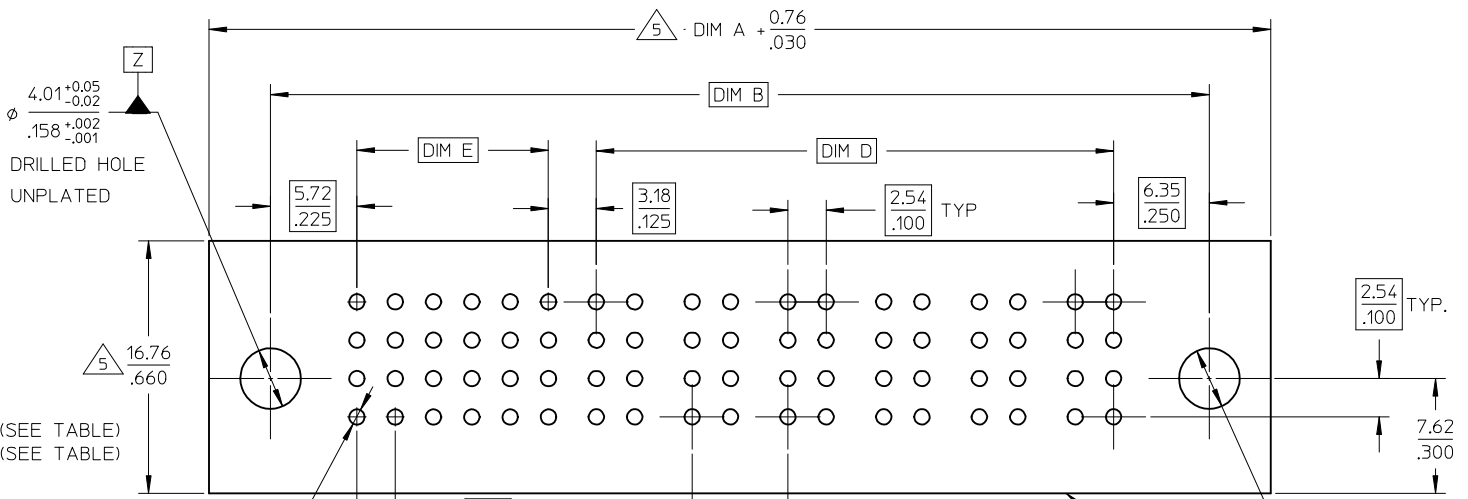 5 DIM A + 0.76
.030
Z
DIM B
ø 4.01 +0.05 -0.02
.158 +.002 -.001
DRILLED HOLE
UNPLATED
DIM E
DIM D
5.72
.225
3.18
.125
2.54
.100 TYP
6.35
.250
2.54
.100 TYP.
5 16.76
.660
7.62
.300
(SEE TABLE)
(SEE TABLE)